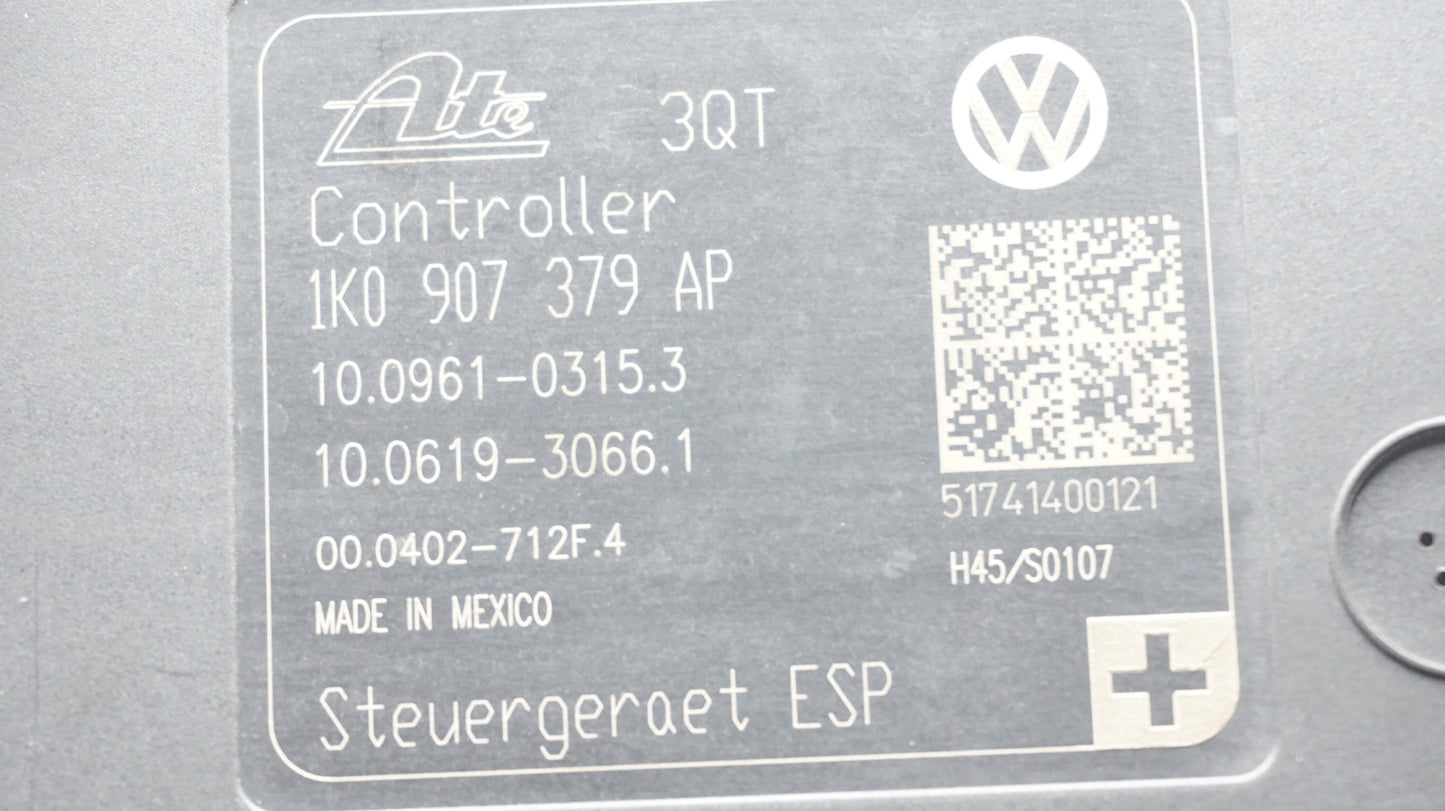 Ate 3QT
Controller
1K0 907 379 AP
10.0961-0315.3
10.0619-3066.1
00.0402-712F.4
MADE IN MEXICO
Steuergeraet ESP
VW
51741400121
H45/S0107